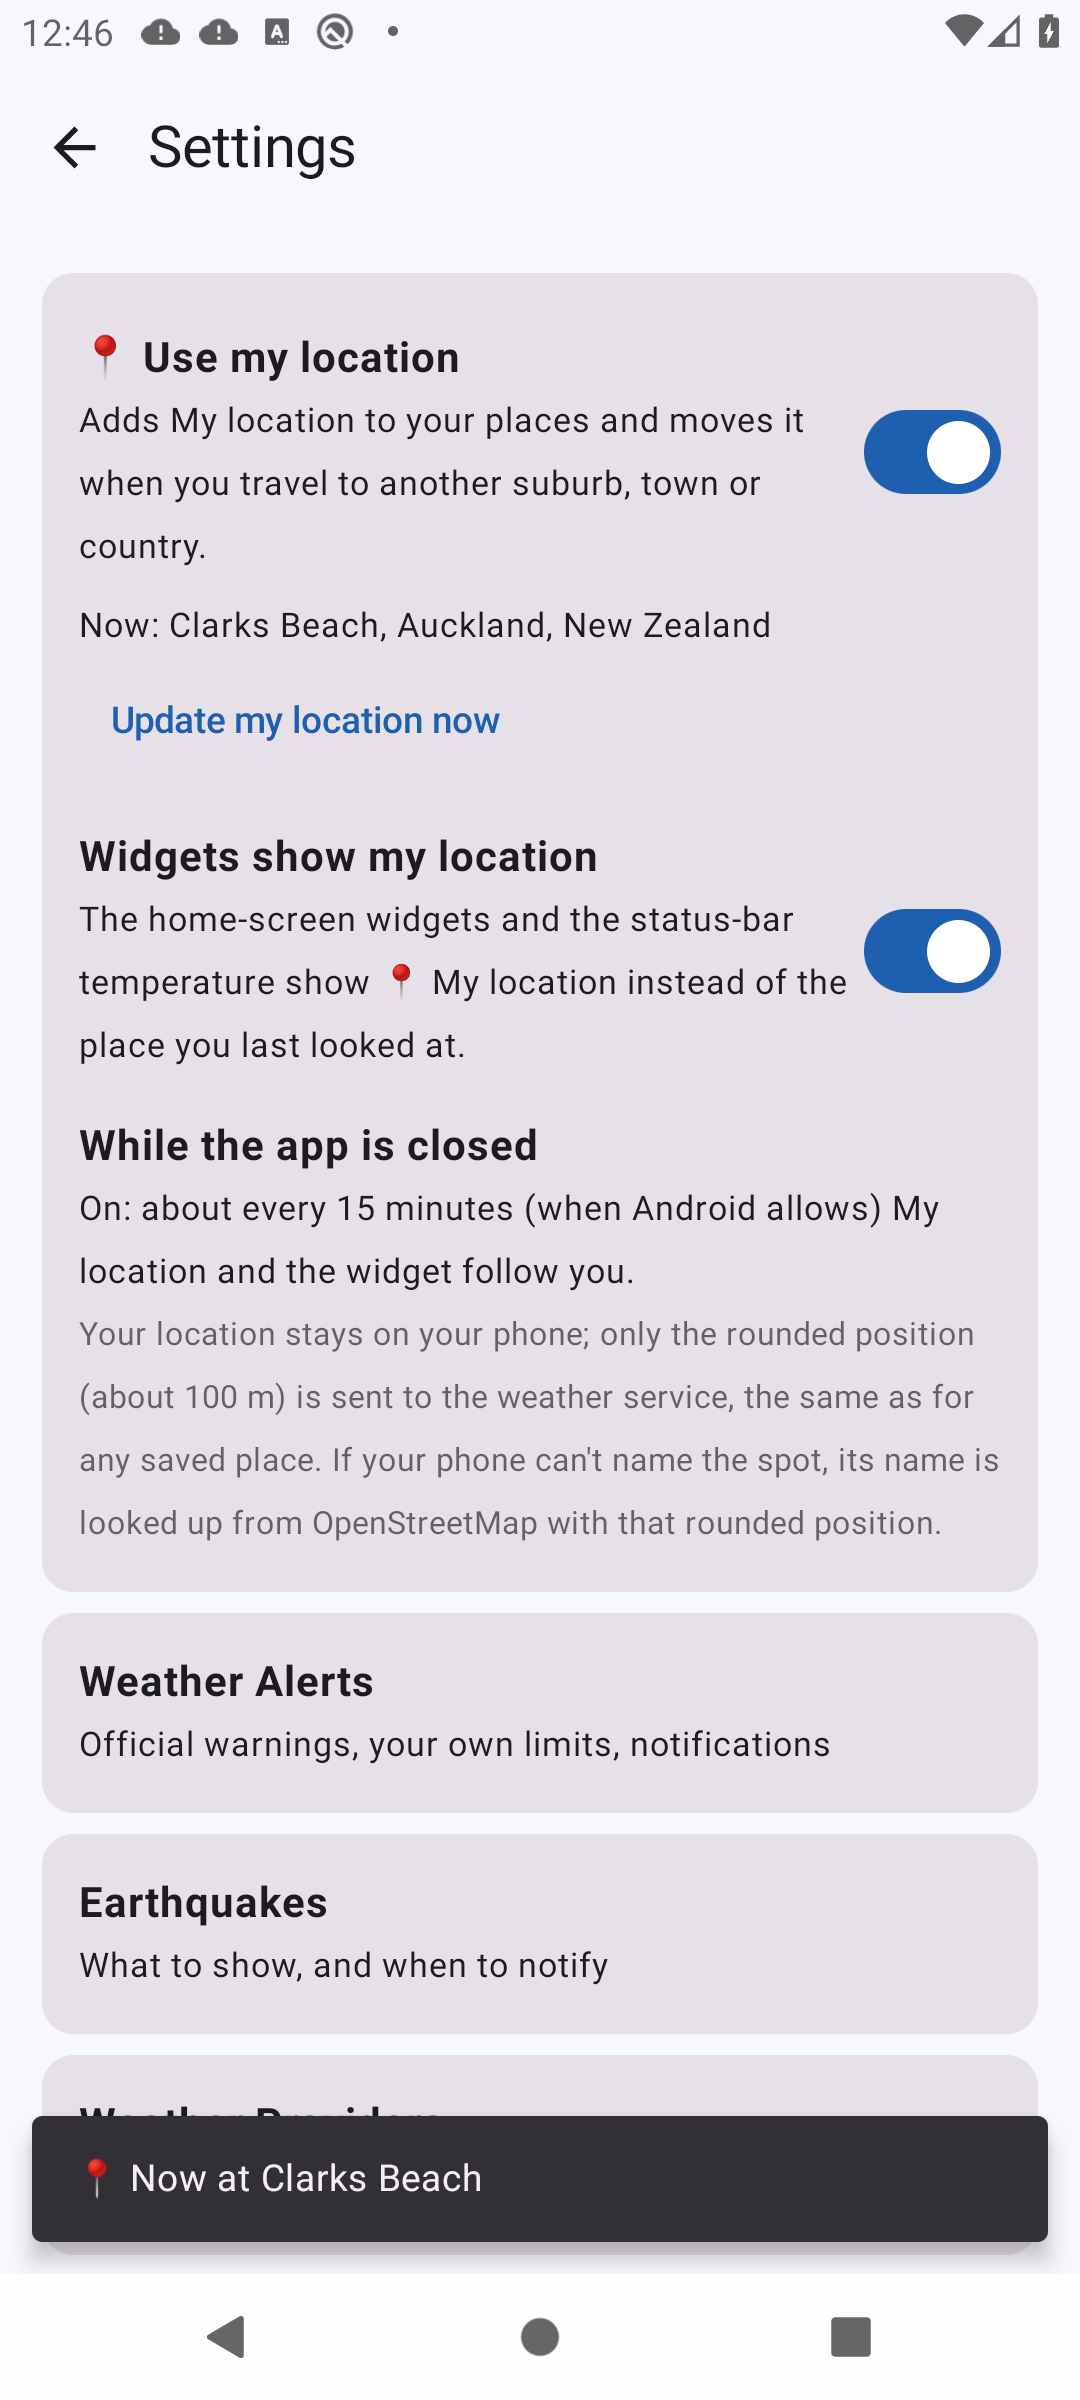 12:46
Settings
Use my location
Adds My location to your places and moves it
when you travel to another suburb, town or
country.
Now: Clarks Beach, Auckland, New Zealand
Update my location now
Widgets show my location
The home-screen widgets and the status-bar
temperature show 📍 My location instead of the
place you last looked at.
While the app is closed
On: about every 15 minutes (when Android allows) My
location and the widget follow you.
Your location stays on your phone; only the rounded position
(about 100 m) is sent to the weather service, the same as for
any saved place. If your phone can't name the spot, its name is
looked up from OpenStreetMap with that rounded position.
Weather Alerts
Official warnings, your own limits, notifications
Earthquakes
What to show, and when to notify
Weather Providers
📍 Now at Clarks Beach